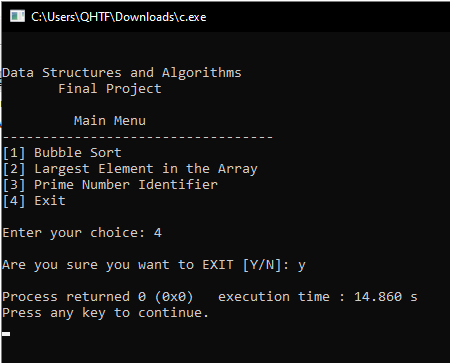 C:\Users\QHTF\Downloads\c.exe
Data Structures and Algorithms
Final Project
Main Menu
----------------------------------
[1] Bubble Sort
[2] Largest Element in the Array
[3] Prime Number Identifier
[4] Exit
Enter your choice: 4
Are you sure you want to EXIT [Y/N]: y
Process returned 0 (0x0)   execution time : 14.860 s
Press any key to continue.